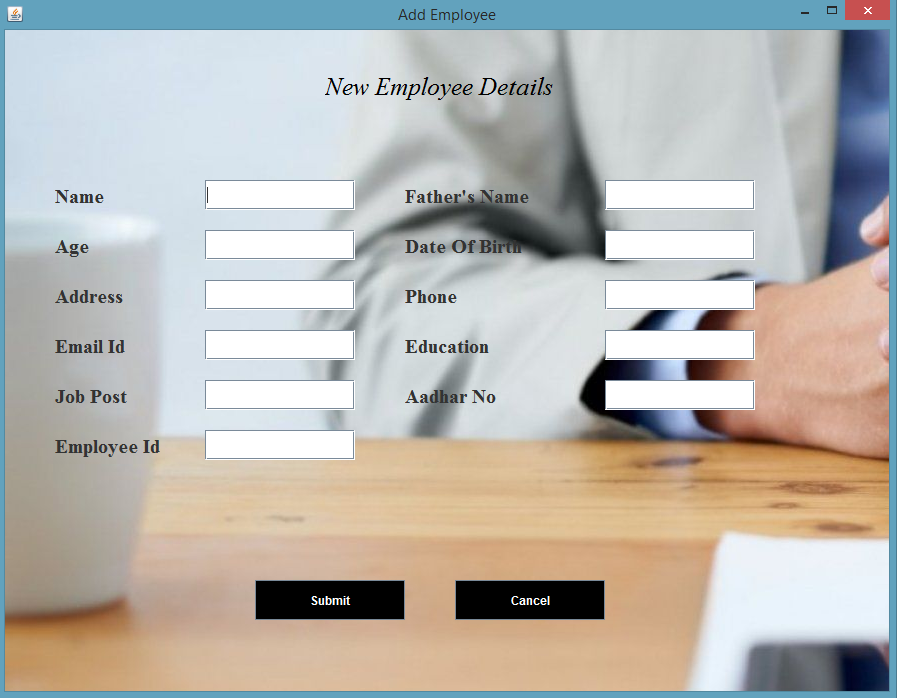 Add Employee
New Employee Details
Name
Father's Name
Age
Date Of Birth
Address
Phone
Email Id
Education
Job Post
Aadhar No
Employee Id
Submit
Cancel